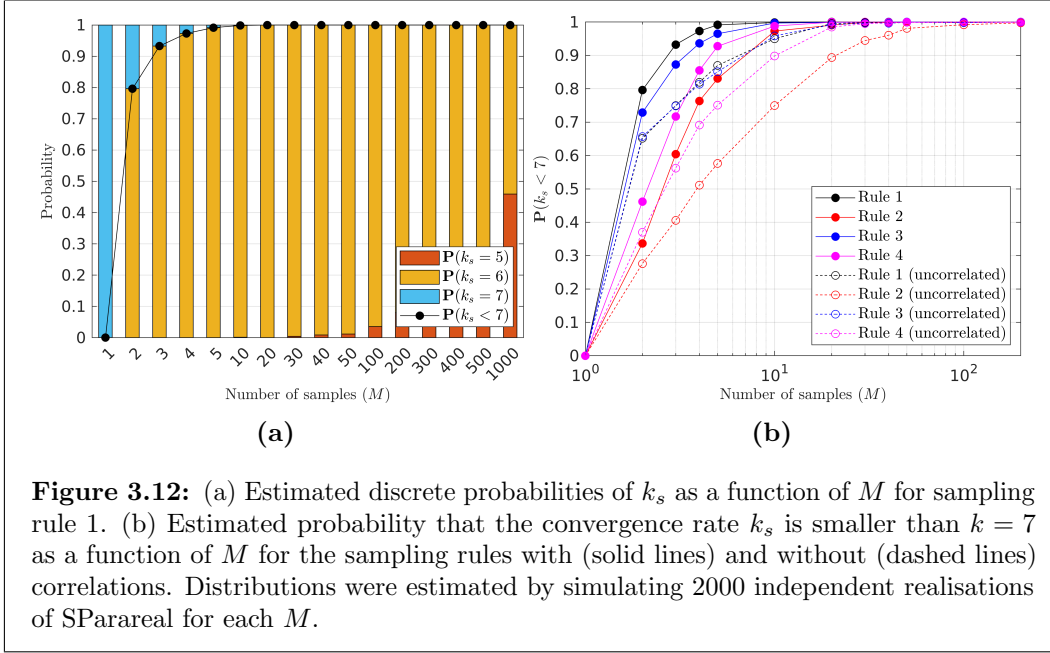 1
0.9
0.8
0.7
0.6
0.5
0.4
0.3
0.2
0.1
0
Probability
P(k_s = 5)
P(k_s = 6)
P(k_s = 7)
P(k_s < 7)
1 2 3 4 5 10 20 30 40 50 100 200 300 400 500 1000
Number of samples (M)
(a)
1
0.9
0.8
0.7
0.6
0.5
0.4
0.3
0.2
0.1
0
P(k_s < 7)
Rule 1
Rule 2
Rule 3
Rule 4
Rule 1 (uncorrelated)
Rule 2 (uncorrelated)
Rule 3 (uncorrelated)
Rule 4 (uncorrelated)
10^0 10^1 10^2
Number of samples (M)
(b)
Figure 3.12: (a) Estimated discrete probabilities of k_s as a function of M for sampling
rule 1. (b) Estimated probability that the convergence rate k_s is smaller than k = 7
as a function of M for the sampling rules with (solid lines) and without (dashed lines)
correlations. Distributions were estimated by simulating 2000 independent realisations
of SParareal for each M.